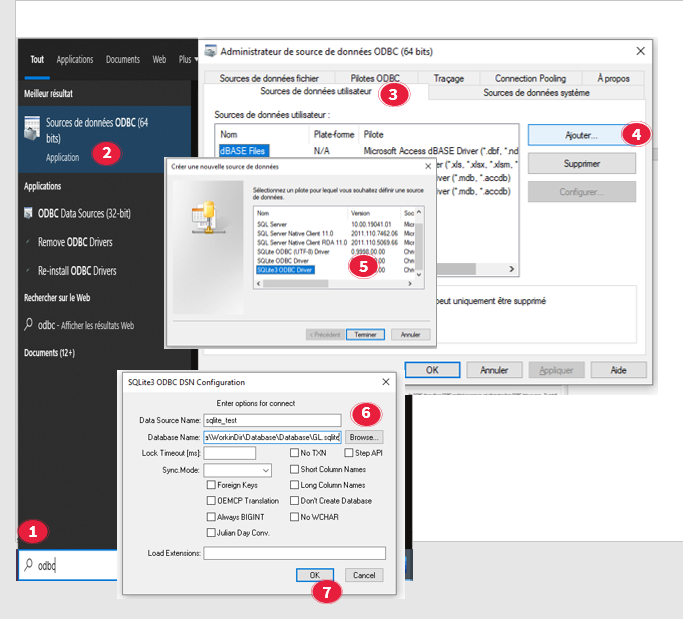 Tout Applications Documents Web Plus
Meilleur résultat
Sources de données ODBC (64
bits)
Application
2
Applications
ODBC Data Sources (32-bit)
Remove ODBC Drivers
Re-install ODBC Drivers
Rechercher sur le Web
odbc - Afficher les résultats Web
Documents (12+)
1
odbc
Administrateur de source de données ODBC (64 bits)
Sources de données fichier Pilotes ODBC Traçage Connection Pooling À propos
Sources de données utilisateur Sources de données système
3
Sources de données utilisateur :
Nom Plate-forme Pilote
dBASE Files N/A Microsoft Access dBASE Driver (*.dbf, *.nd
er (*.xls, *.xlsx, *.xlsm, *
iver (*.mdb, *.accdb)
iver (*.mdb, *.accdb)
Ajouter...
4
Supprimer
Configurer...
peut uniquement être supprimé
OK Annuler Appliquer Aide
Créer une nouvelle source de données
Sélectionnez un pilote pour lequel vous souhaitez définir une source
de données.
Nom Version Soc
SQL Server 10.00.19041.01 Micr
SQL Server Native Client 11.0 2011.110.7462.06 Micr
SQL Server Native Client RDA 11.0 2011.110.5069.66 Micr
SQLite ODBC (UTF-8) Driver 0.9998.00.00 Chri
SQLite ODBC Driver .00 Chri
SQLite3 ODBC Driver .00 Chri
5
< Précédent Terminer Annuler
SQLite3 ODBC DSN Configuration
Enter options for connect
6
Data Source Name: sqlite_test
Database Name: s\WorkinDir\Database\Database\GL.sqlite Browse...
Lock Timeout [ms]: No TXN Step API
Sync.Mode: Short Column Names
Foreign Keys Long Column Names
OEMCP Translation Don't Create Database
Always BIGINT No WCHAR
Julian Day Conv.
Load Extensions:
OK Cancel
7